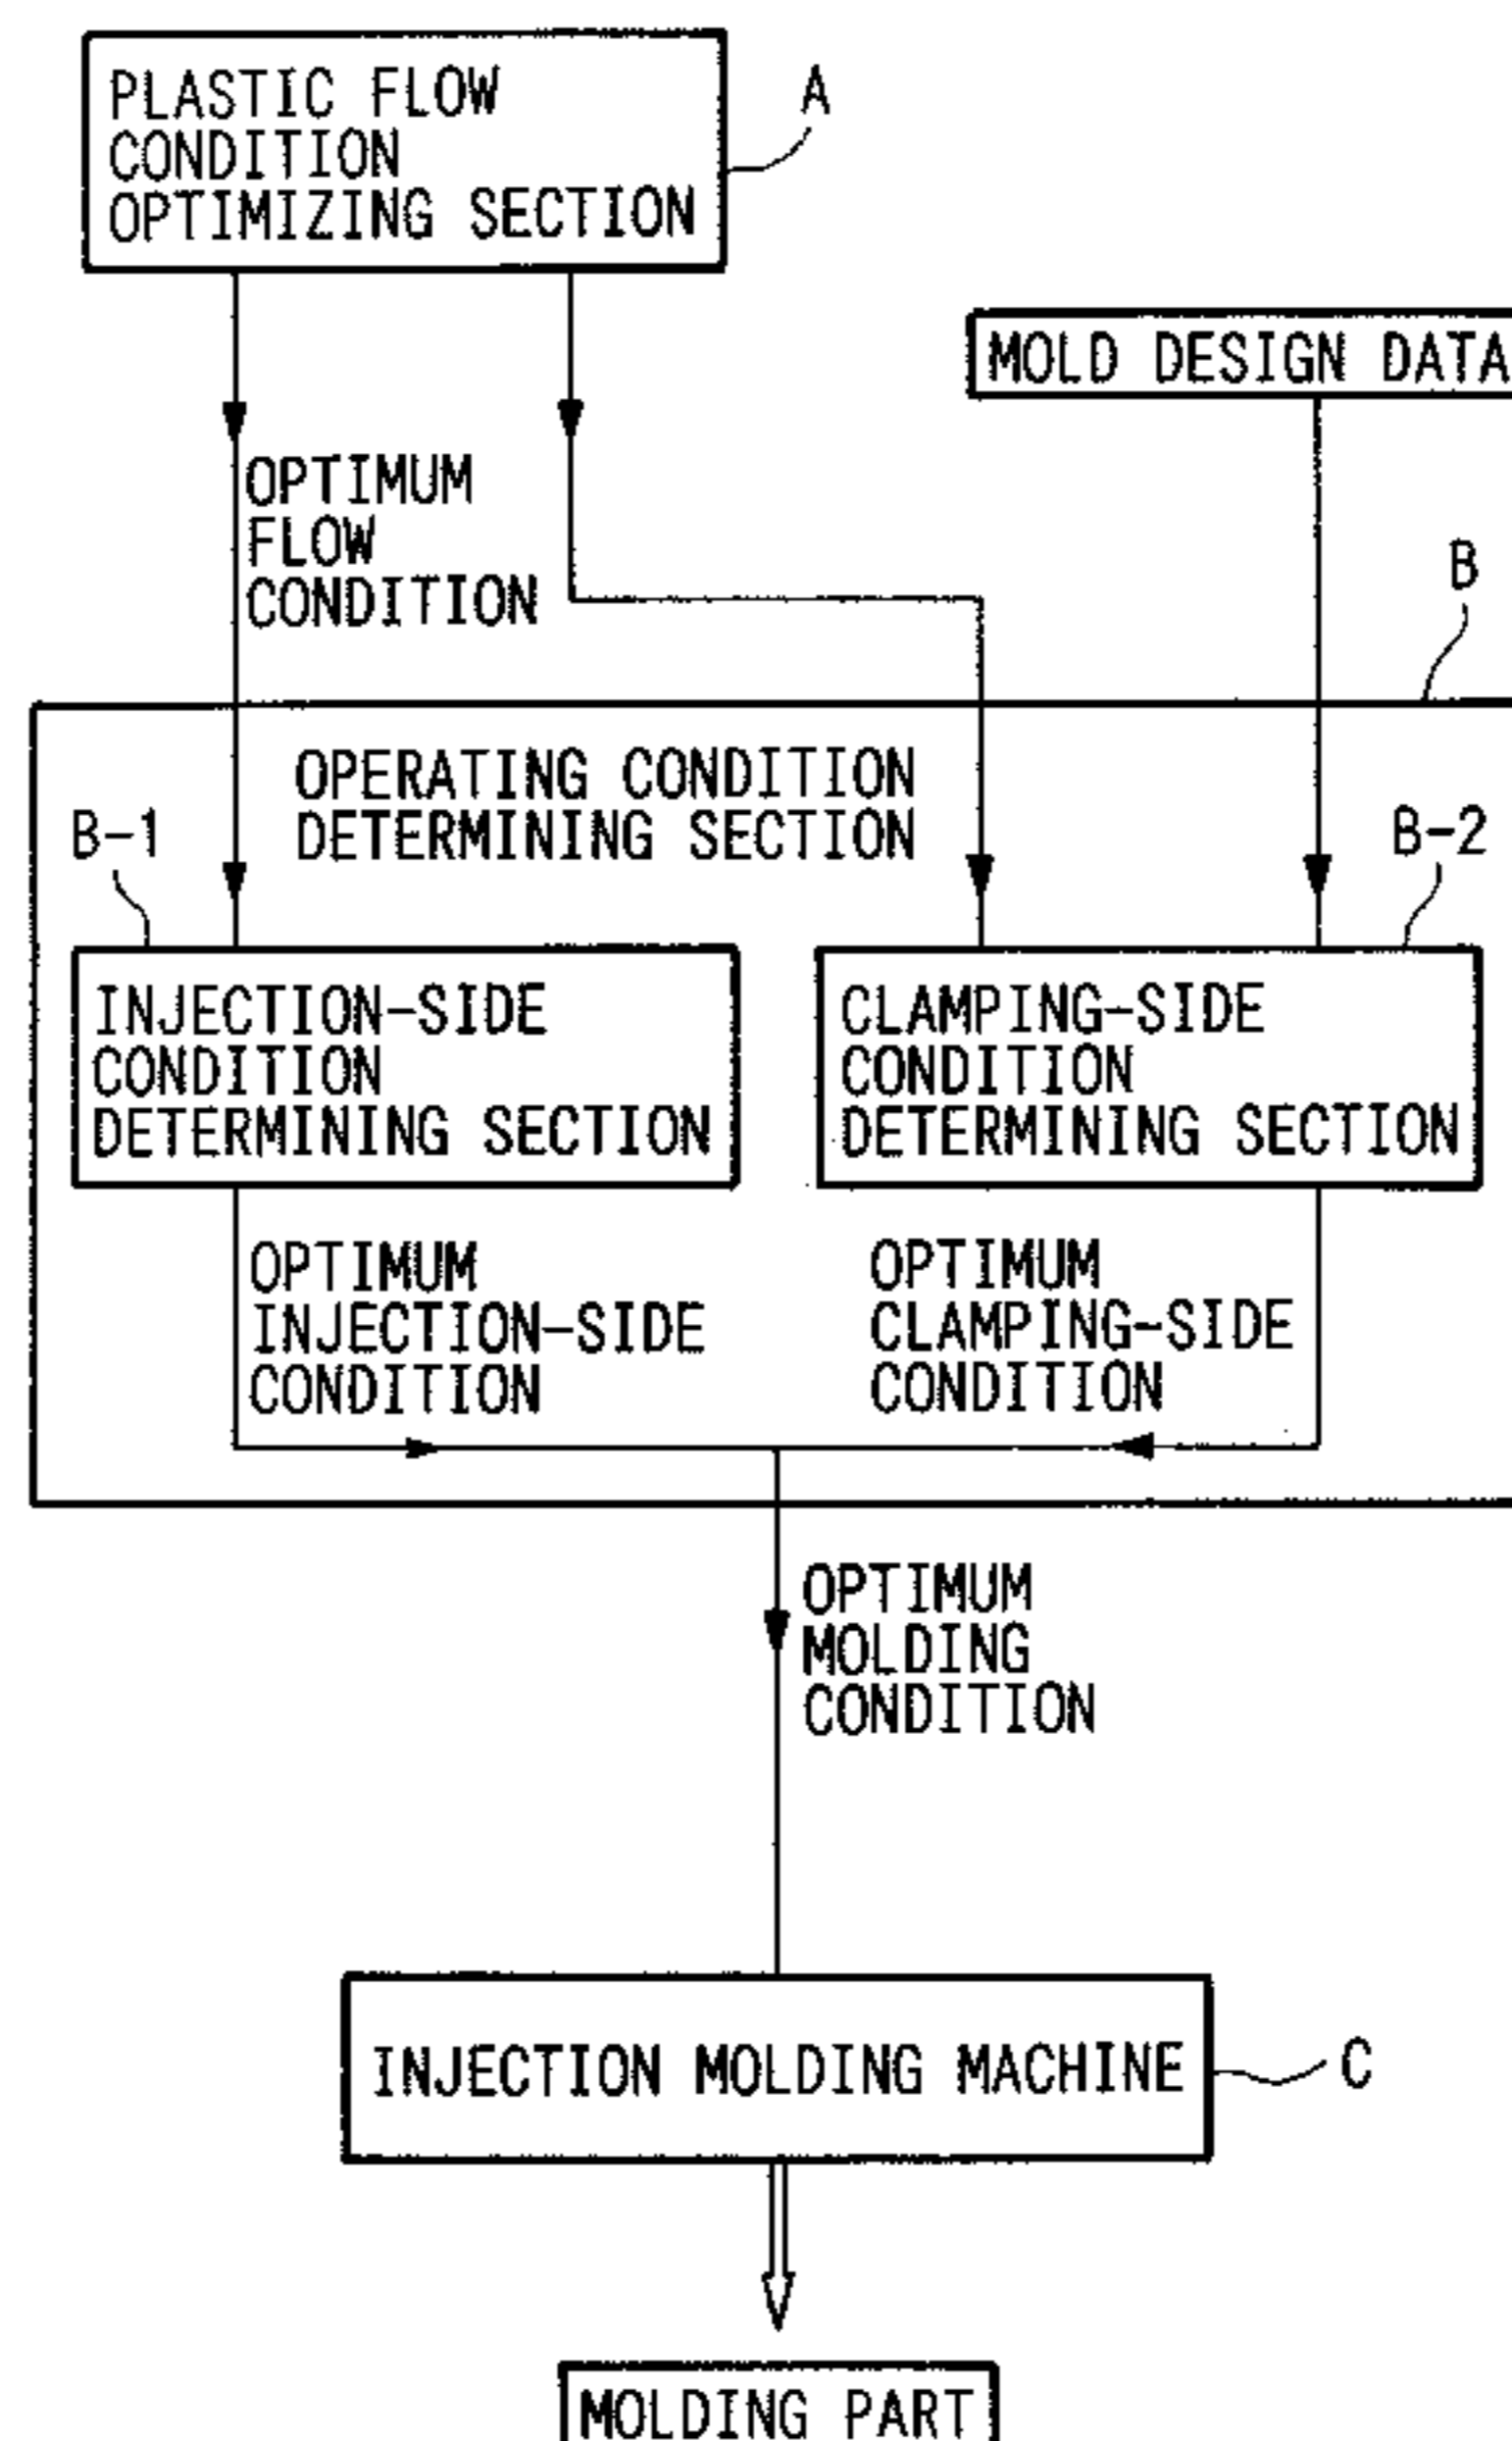 PLASTIC FLOW
CONDITION
OPTIMIZING SECTION
A
MOLD DESIGN DATA
OPTIMUM
FLOW
CONDITION
B
OPERATING CONDITION
DETERMINING SECTION
B-1
B-2
INJECTION-SIDE
CONDITION
DETERMINING SECTION
CLAMPING-SIDE
CONDITION
DETERMINING SECTION
OPTIMUM
INJECTION-SIDE
CONDITION
OPTIMUM
CLAMPING-SIDE
CONDITION
OPTIMUM
MOLDING
CONDITION
INJECTION MOLDING MACHINE
C
MOLDING PART